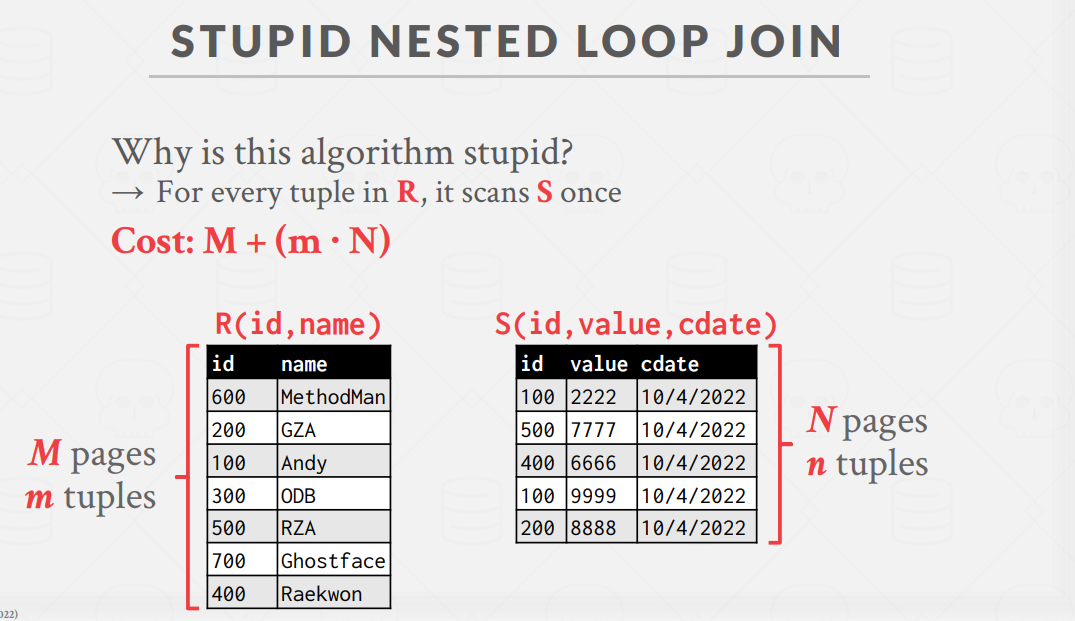 STUPID NESTED LOOP JOIN
Why is this algorithm stupid?
→ For every tuple in R, it scans S once
Cost: M + (m · N)
R(id,name)
id name
600 MethodMan
200 GZA
100 Andy
300 ODB
500 RZA
700 Ghostface
400 Raekwon
M pages
m tuples
S(id,value,cdate)
id value cdate
100 2222 10/4/2022
500 7777 10/4/2022
400 6666 10/4/2022
100 9999 10/4/2022
200 8888 10/4/2022
N pages
n tuples
022)